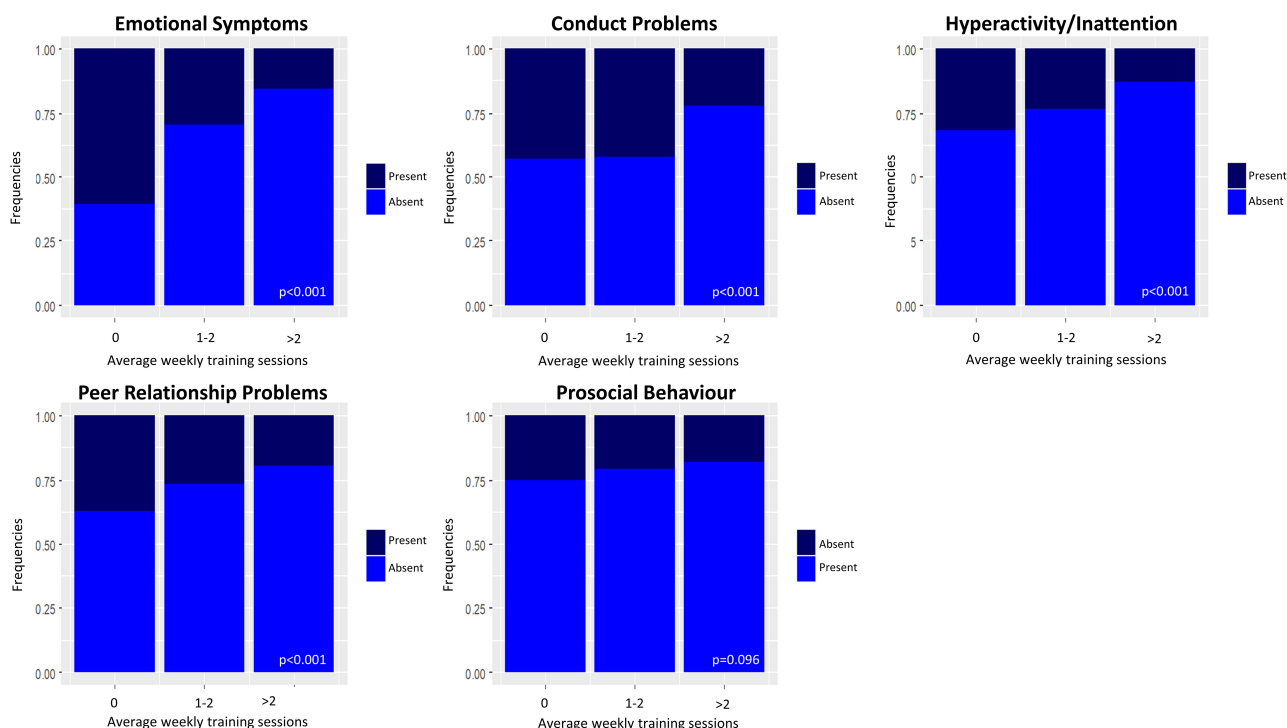 Emotional Symptoms
1.00
0.75
0.50
0.25
0.00
Frequencies
Present
Absent
p<0.001
0 1-2 >2
Average weekly training sessions
Conduct Problems
1.00
0.75
0.50
0.25
0.00
Frequencies
Present
Absent
p<0.001
0 1-2 >2
Average weekly training sessions
Hyperactivity/Inattention
1.00
0.75
0
5
0.00
Frequencies
Present
Absent
p<0.001
0 1-2 >2
Average weekly training sessions
Peer Relationship Problems
1.00
0.75
0.50
0.25
0.00
Frequencies
Present
Absent
p<0.001
0 1-2 >2
Average weekly training sessions
Prosocial Behaviour
1.00
0.75
0.50
0.25
0.00
Frequencies
Absent
Present
p=0.096
0 1-2 >2
Average weekly training sessions